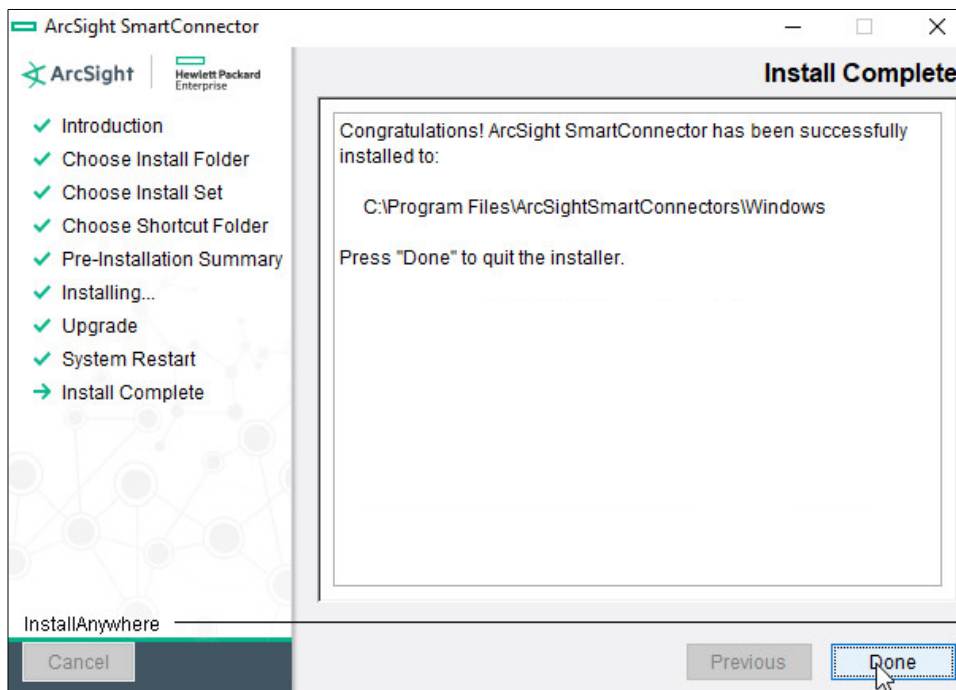 ArcSight SmartConnector
ArcSight
Hewlett Packard
Enterprise
Install Complete
Introduction
Choose Install Folder
Choose Install Set
Choose Shortcut Folder
Pre-Installation Summary
Installing...
Upgrade
System Restart
Install Complete
Congratulations! ArcSight SmartConnector has been successfully
installed to:
C:\Program Files\ArcSightSmartConnectors\Windows
Press "Done" to quit the installer.
InstallAnywhere
Cancel
Previous
Done